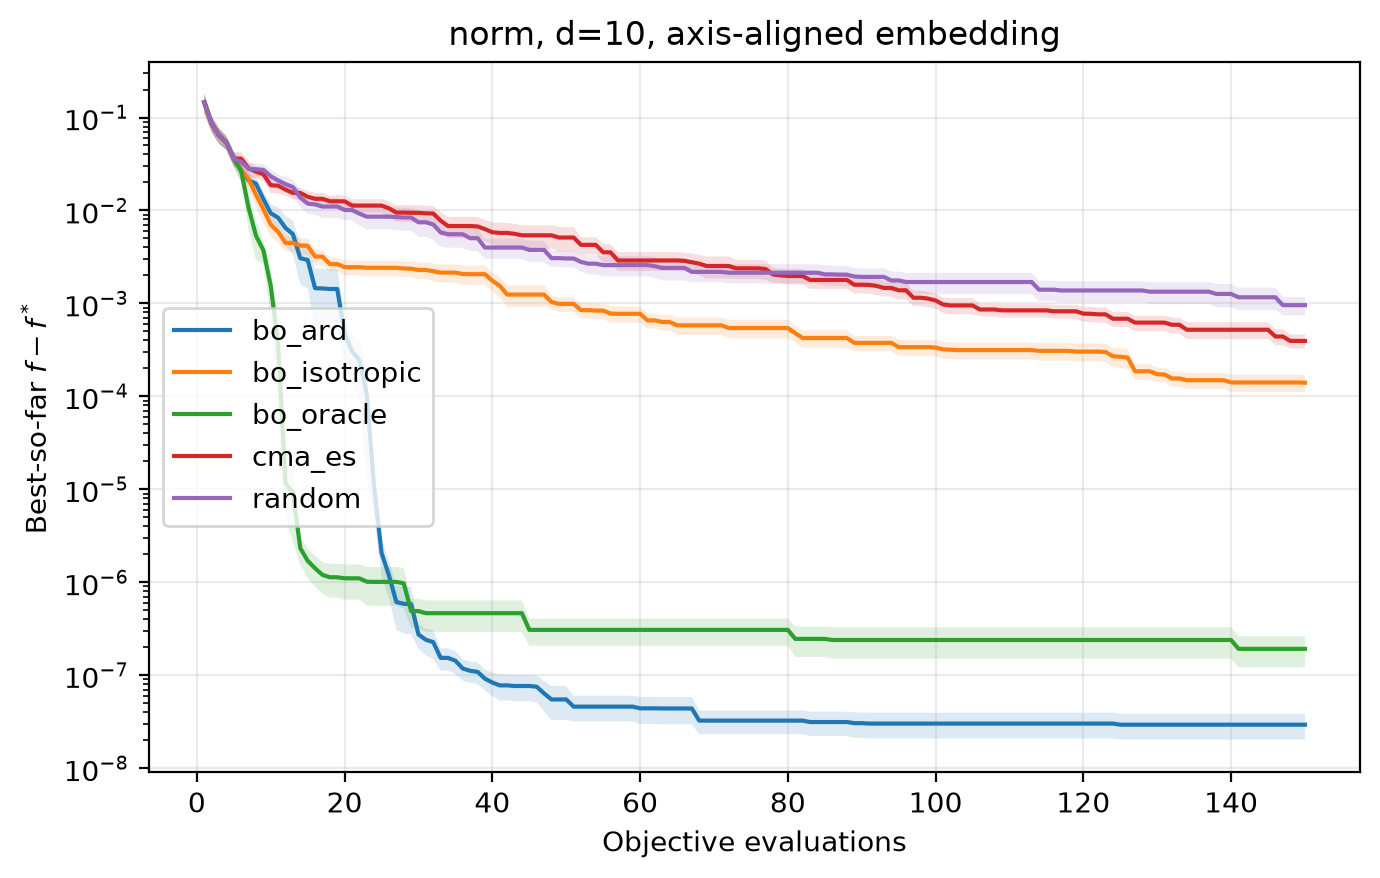 norm, d=10, axis-aligned embedding
Best-so-far f − f*
10⁻¹
10⁻²
10⁻³
10⁻⁴
10⁻⁵
10⁻⁶
10⁻⁷
10⁻⁸
bo_ard
bo_isotropic
bo_oracle
cma_es
random
0 20 40 60 80 100 120 140
Objective evaluations